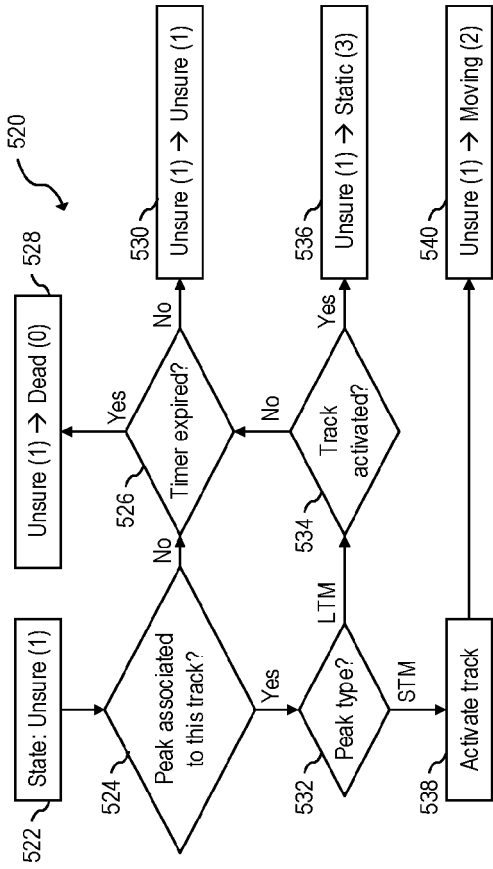 520
522
State: Unsure (1)
528
Unsure (1) → Dead (0)
Yes
524
Peak associated
to this track?
No
526
Timer expired?
No
530
Unsure (1) → Unsure (1)
Yes
No
532
Peak type?
LTM
534
Track
activated?
Yes
536
Unsure (1) → Static (3)
STM
538
Activate track
540
Unsure (1) → Moving (2)